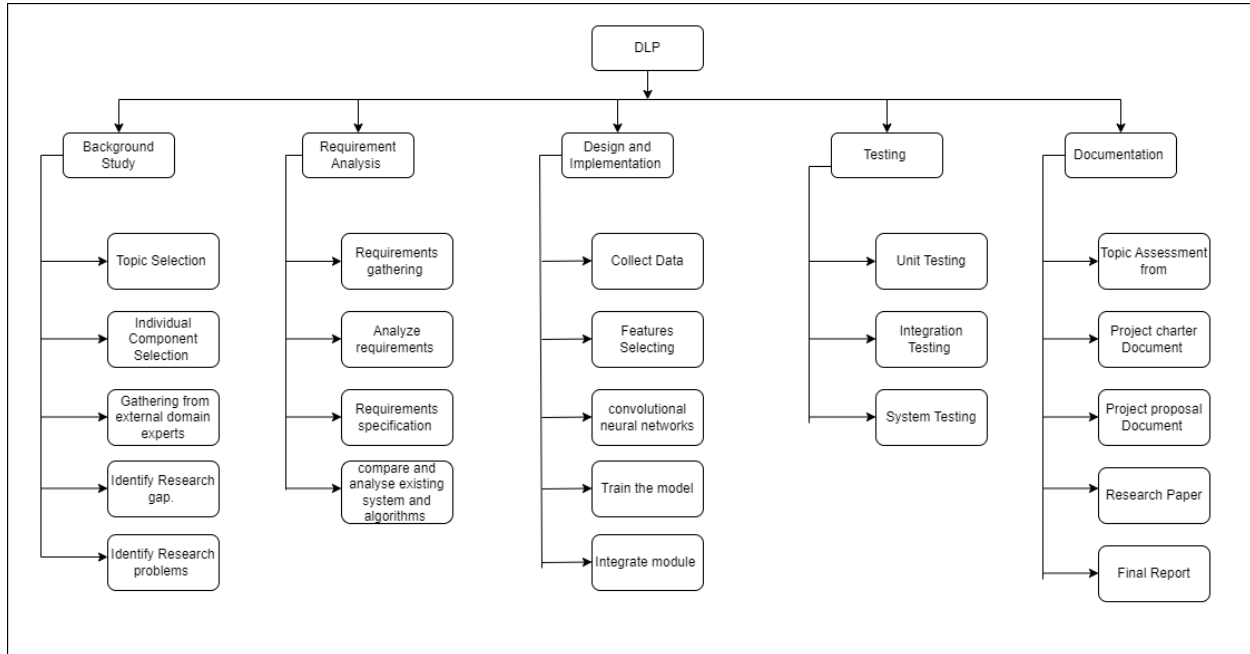 DLP
Background
Study
Requirement
Analysis
Design and
Implementation
Testing
Documentation
Topic Selection
Individual
Component
Selection
Gathering from
external domain
experts
Identify Research
gap.
Identify Research
problems
Requirements
gathering
Analyze
requirements
Requirements
specification
compare and
analyse existing
system and
algorithms
Collect Data
Features
Selecting
convolutional
neural networks
Train the model
Integrate module
Unit Testing
Integration
Testing
System Testing
Topic Assessment
from
Project charter
Document
Project proposal
Document
Research Paper
Final Report